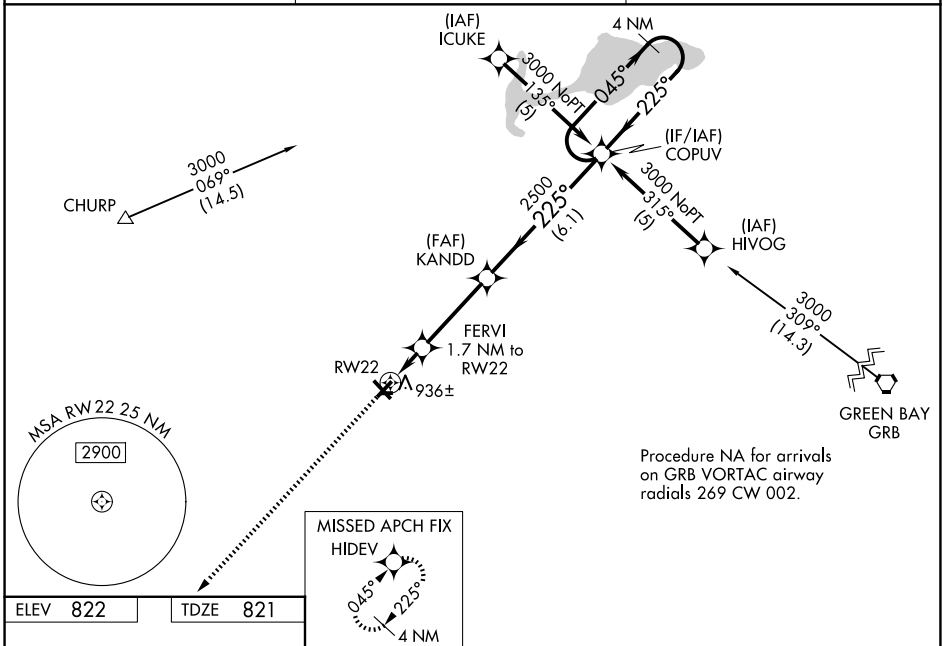 (IAF)
ICUKE
4 NM
3000 NoPT
135°
(5)
045°
225°
(IF/IAF)
COPUV
3000
069°
(14.5)
CHURP
2500
225°
(6.1)
3000 NoPT
315°
(5)
(IAF)
HIVOG
(FAF)
KANDD
3000
309°
(14.3)
FERVI
1.7 NM to
RW22
RW22
936±
GREEN BAY
GRB
MSA RW22 25 NM
2900
Procedure NA for arrivals
on GRB VORTAC airway
radials 269 CW 002.
MISSED APCH FIX
HIDEV
045°
225°
4 NM
ELEV 822
TDZE 821